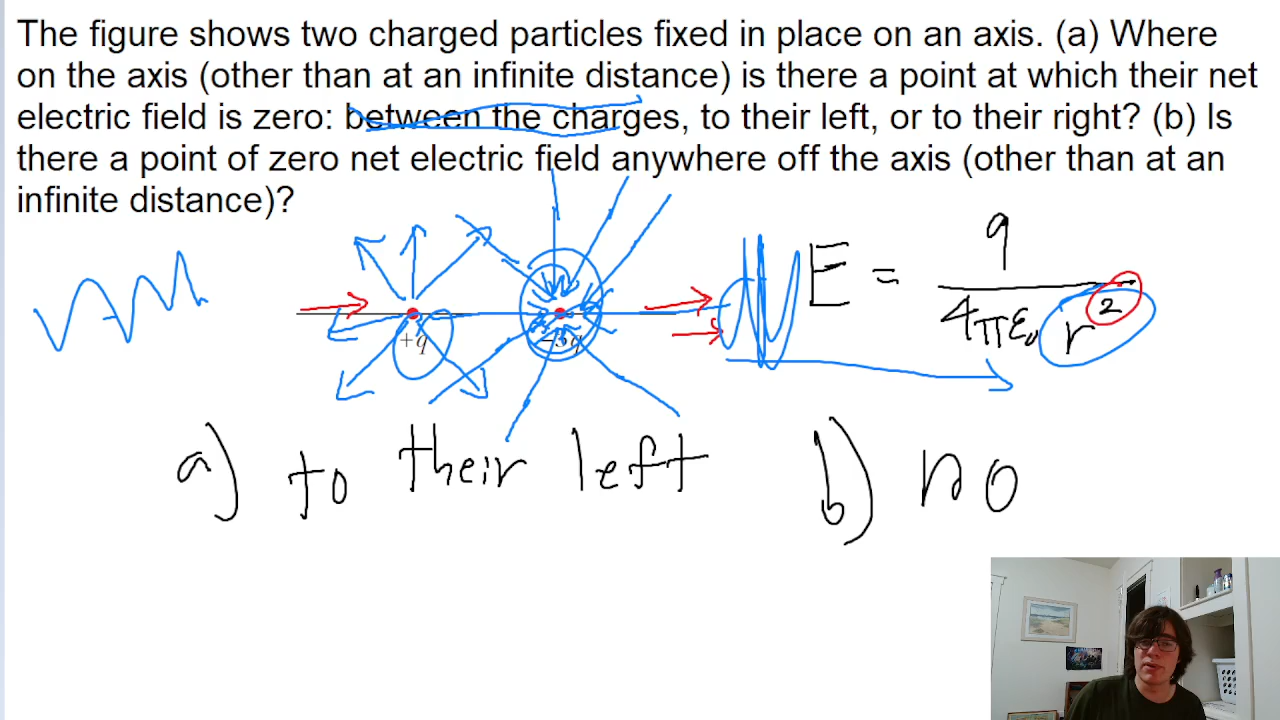 The figure shows two charged particles fixed in place on an axis. (a) Where
on the axis (other than at an infinite distance) is there a point at which their net
electric field is zero: between the charges, to their left, or to their right? (b) Is
there a point of zero net electric field anywhere off the axis (other than at an
infinite distance)?
E = q
4πε₀ r²
+q
a) to their left b) no